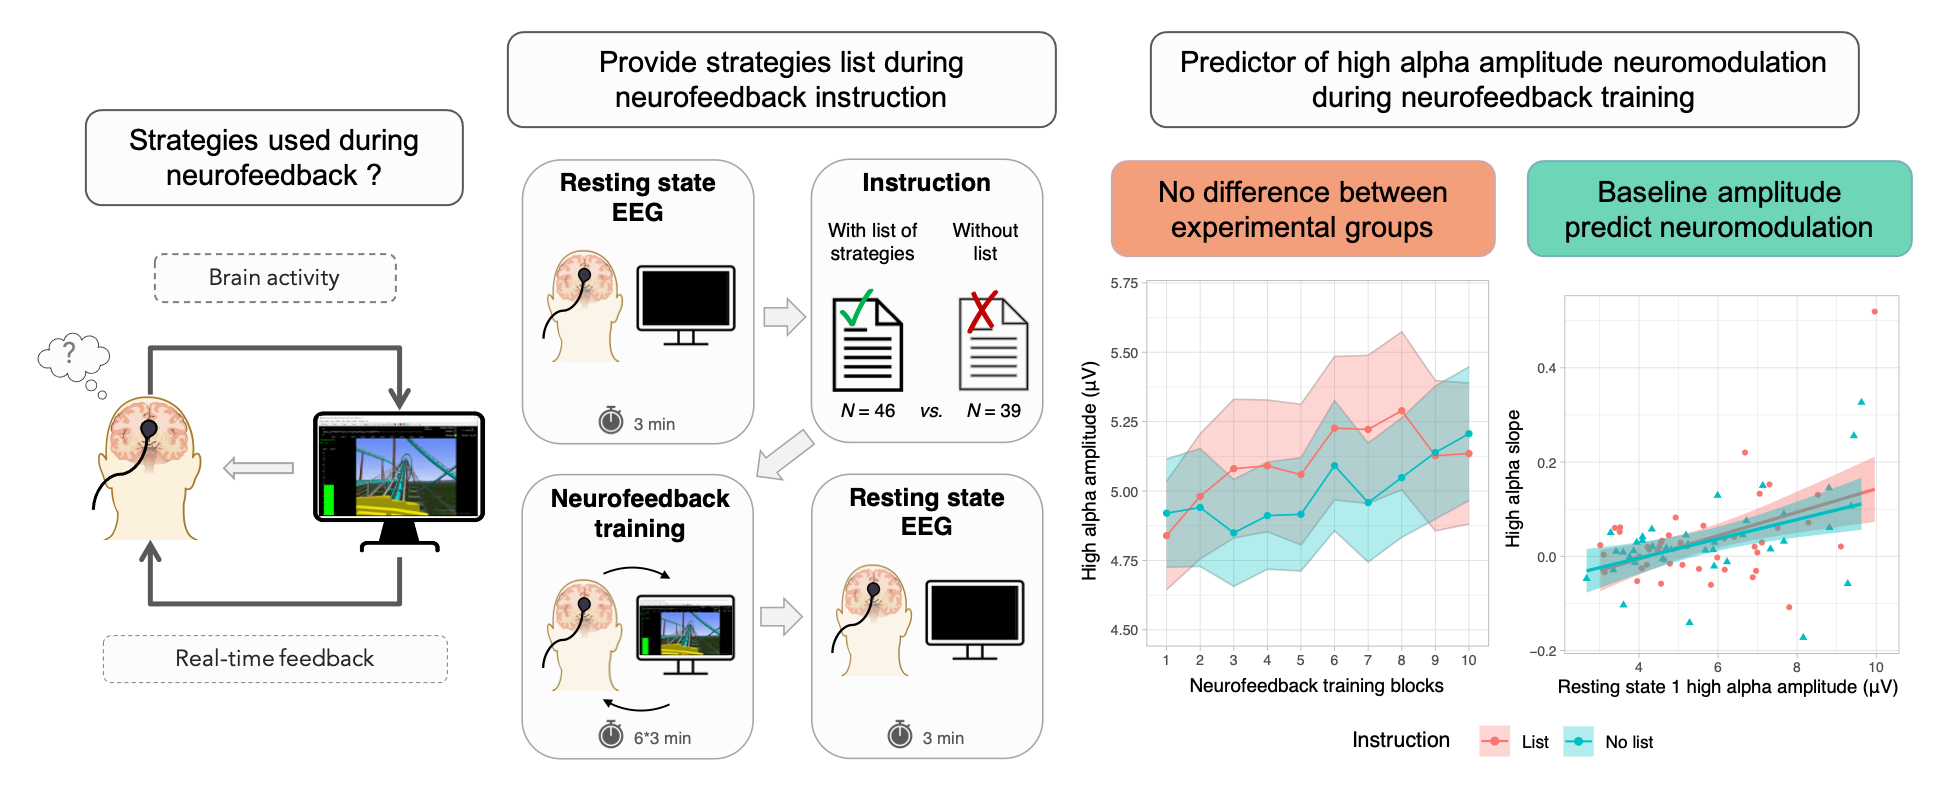 Strategies used during
neurofeedback ?
Brain activity
?
Real-time feedback
Provide strategies list during
neurofeedback instruction
Resting state
EEG
3 min
Instruction
With list of
strategies
Without
list
N = 46 vs. N = 39
Neurofeedback
training
6*3 min
Resting state
EEG
3 min
Predictor of high alpha amplitude neuromodulation
during neurofeedback training
No difference between
experimental groups
High alpha amplitude (µV)
5.75
5.50
5.25
5.00
4.75
4.50
1 2 3 4 5 6 7 8 9 10
Neurofeedback training blocks
Baseline amplitude
predict neuromodulation
High alpha slope
0.4
0.2
0.0
−0.2
4 6 8 10
Resting state 1 high alpha amplitude (µV)
Instruction List No list